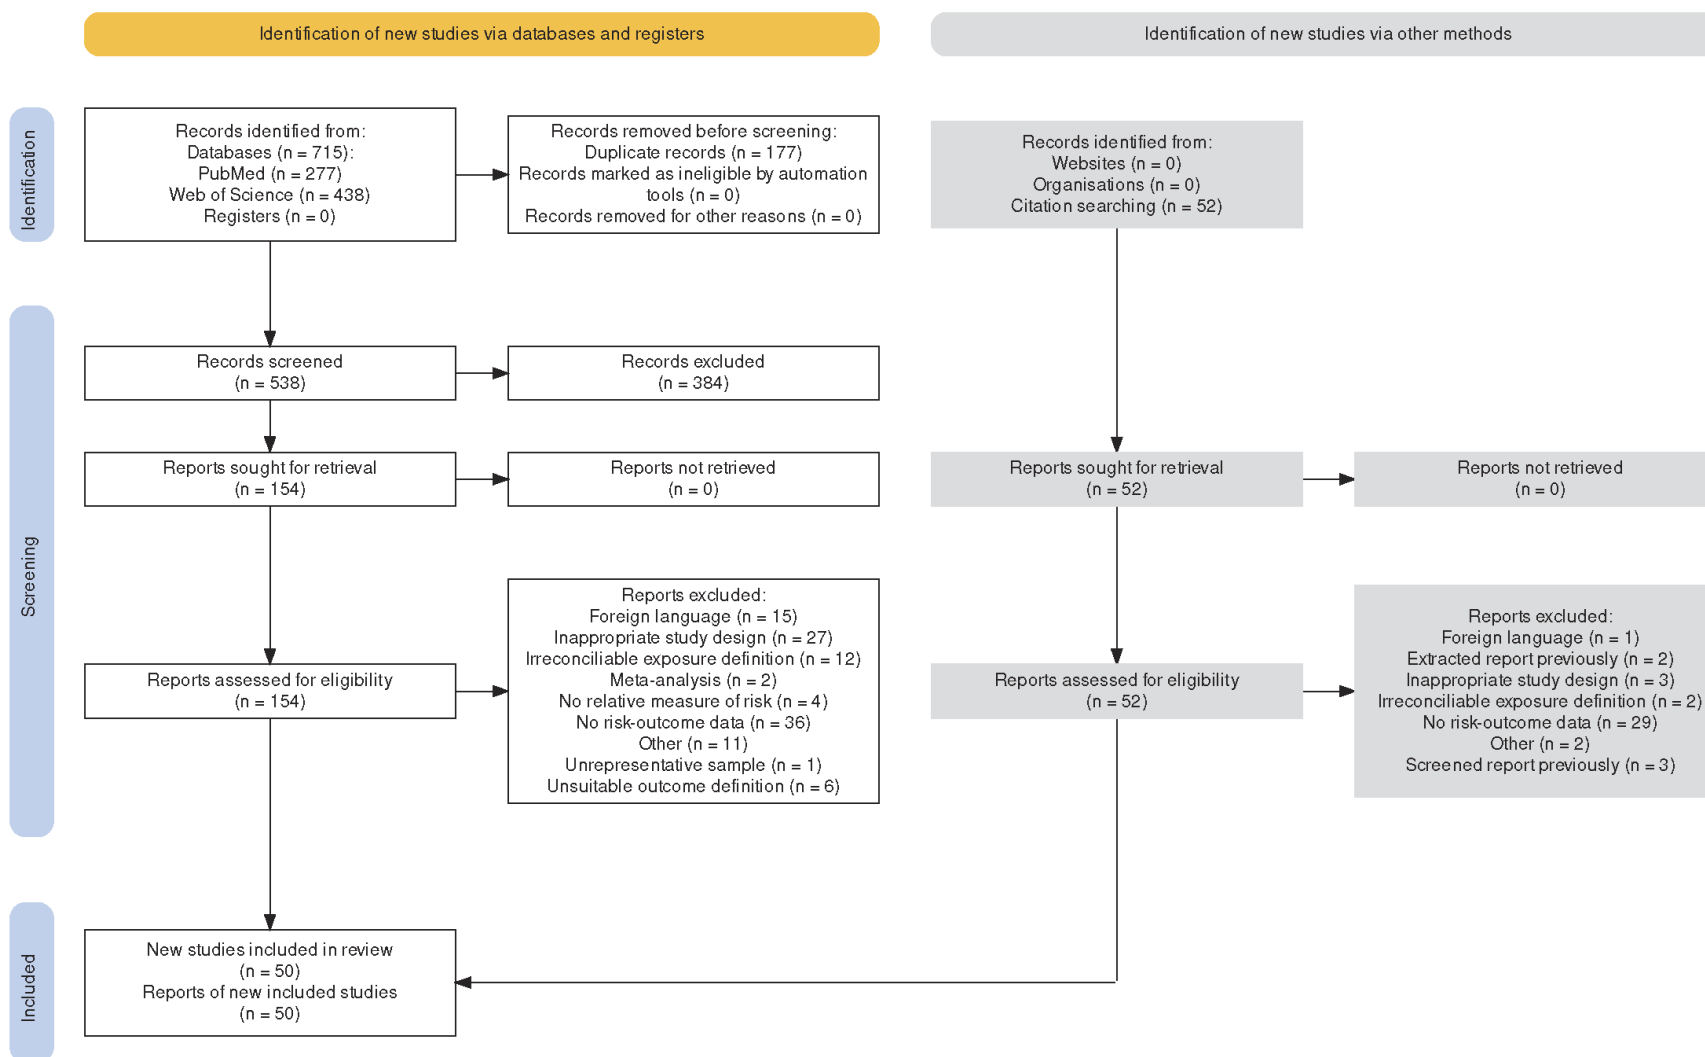 Identification of new studies via databases and registers
Identification of new studies via other methods
Identification
Records identified from:
Databases (n = 715):
PubMed (n = 277)
Web of Science (n = 438)
Registers (n = 0)
Records removed before screening:
Duplicate records (n = 177)
Records marked as ineligible by automation
tools (n = 0)
Records removed for other reasons (n = 0)
Records identified from:
Websites (n = 0)
Organisations (n = 0)
Citation searching (n = 52)
Screening
Records screened
(n = 538)
Records excluded
(n = 384)
Reports sought for retrieval
(n = 154)
Reports not retrieved
(n = 0)
Reports sought for retrieval
(n = 52)
Reports not retrieved
(n = 0)
Reports assessed for eligibility
(n = 154)
Reports excluded:
Foreign language (n = 15)
Inappropriate study design (n = 27)
Irreconciliable exposure definition (n = 12)
Meta-analysis (n = 2)
No relative measure of risk (n = 4)
No risk-outcome data (n = 36)
Other (n = 11)
Unrepresentative sample (n = 1)
Unsuitable outcome definition (n = 6)
Reports assessed for eligibility
(n = 52)
Reports excluded:
Foreign language (n = 1)
Extracted report previously (n = 2)
Inappropriate study design (n = 3)
Irreconciliable exposure definition (n = 2)
No risk-outcome data (n = 29)
Other (n = 2)
Screened report previously (n = 3)
Included
New studies included in review
(n = 50)
Reports of new included studies
(n = 50)